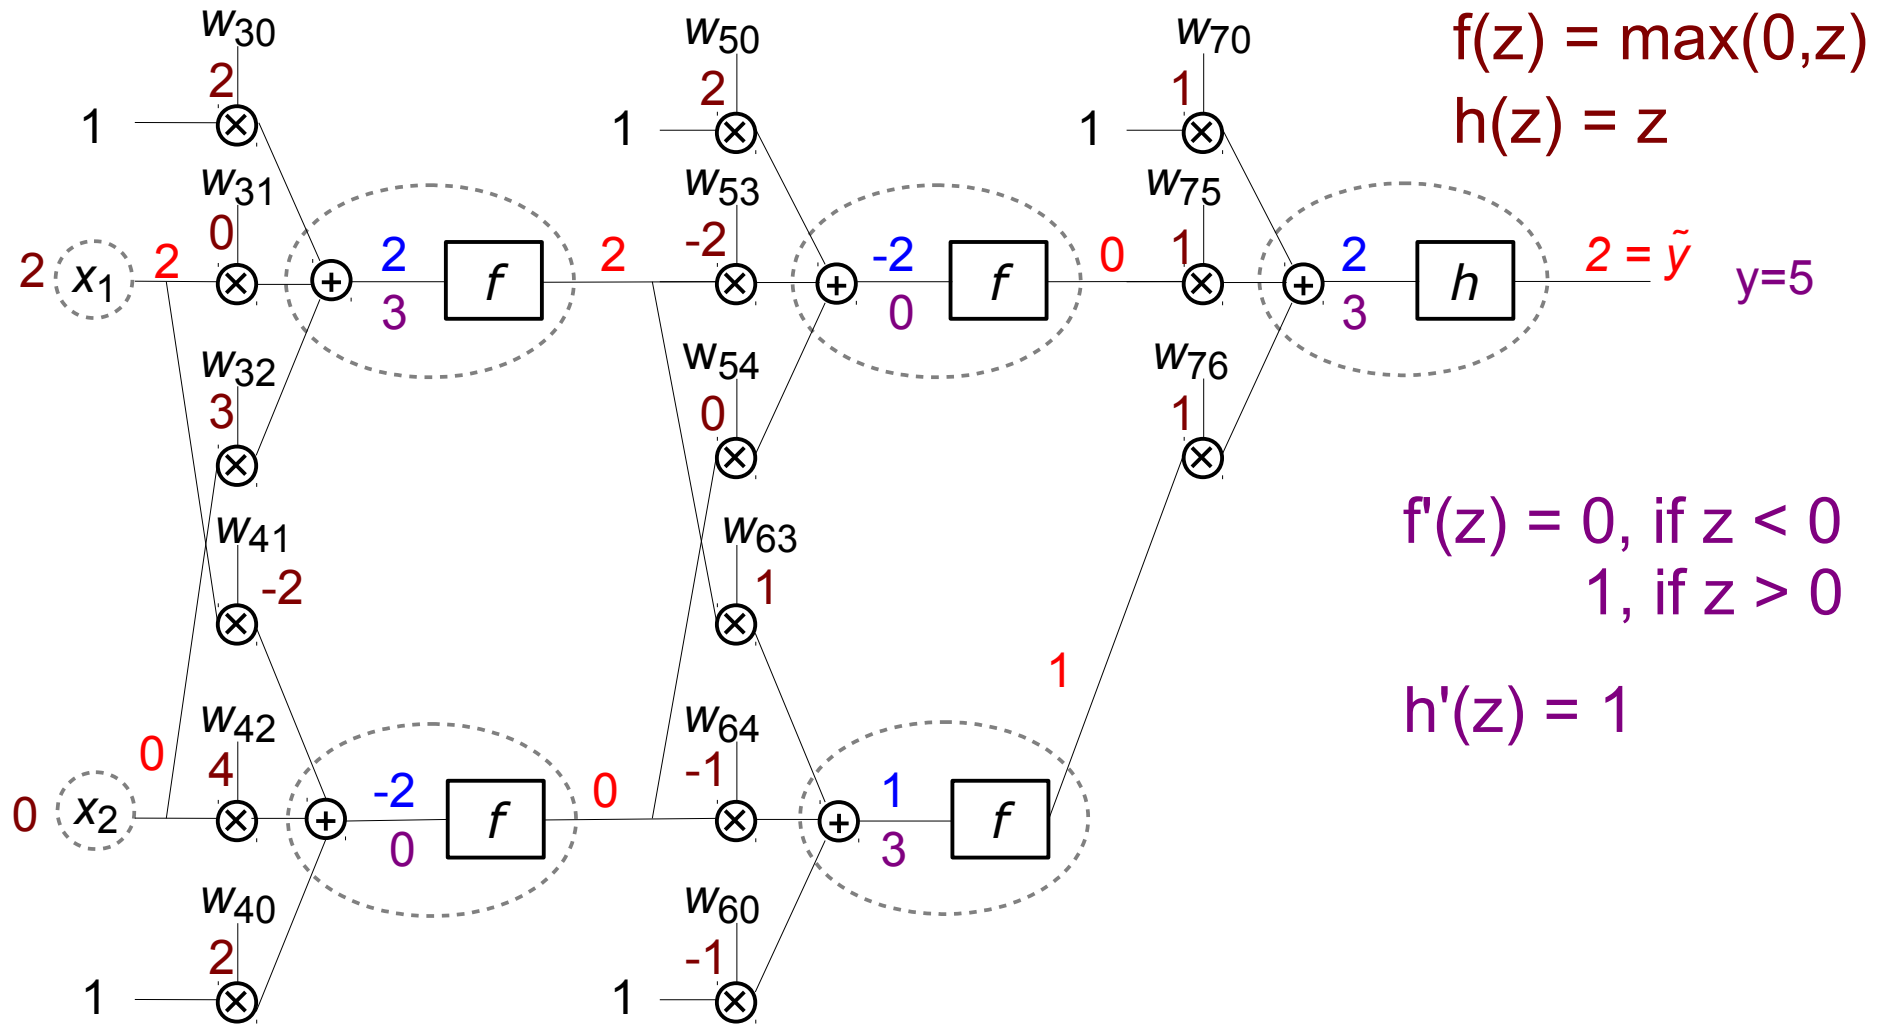 w30 w50 w70 f(z) = max(0,z)
2 2 1
1 1 1 h(z) = z
w31 w53 w75
0 -2 1
2 x1 2 2 f 2 -2 f 0 2 h 2 = ỹ y=5
3 0 3
w32 w54 w76
3 0 1
w41 w63 f'(z) = 0, if z < 0
-2 1 1, if z > 0
1
w42 w64 h'(z) = 1
0 4 -1
0 x2 -2 f 0 1 f
0 3
w40 w60
2 -1
1 1